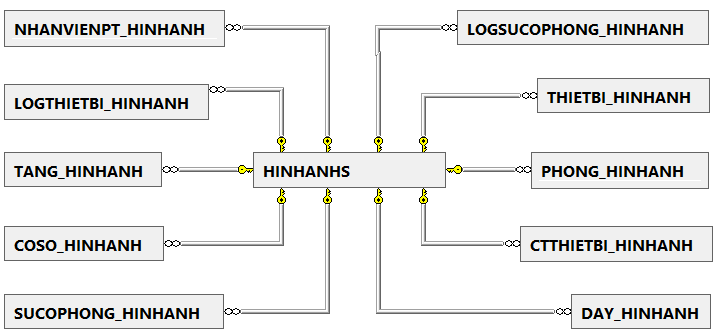 NHANVIENPT_HINHANH
LOGSUCOPHONG_HINHANH
LOGTHIETBI_HINHANH
THIETBI_HINHANH
TANG_HINHANH
HINHANHS
PHONG_HINHANH
COSO_HINHANH
CTTHIETBI_HINHANH
SUCOPHONG_HINHANH
DAY_HINHANH